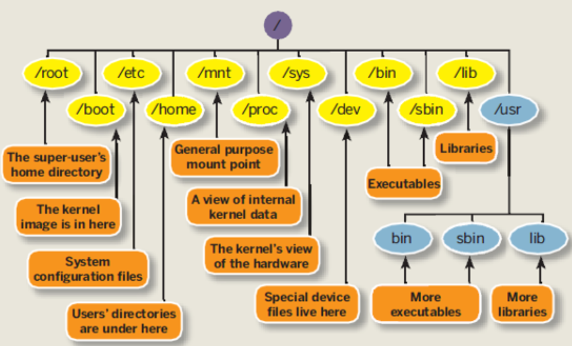 /
/root
/etc
/mnt
/sys
/bin
/lib
/boot
/home
/proc
/dev
/sbin
/usr
The super-user's
home directory
General purpose
mount point
Libraries
Executables
The kernel
image is in here
A view of internal
kernel data
The kernel's view
of the hardware
bin
sbin
lib
System
configuration files
Users' directories
are under here
Special device
files live here
More
executables
More
libraries